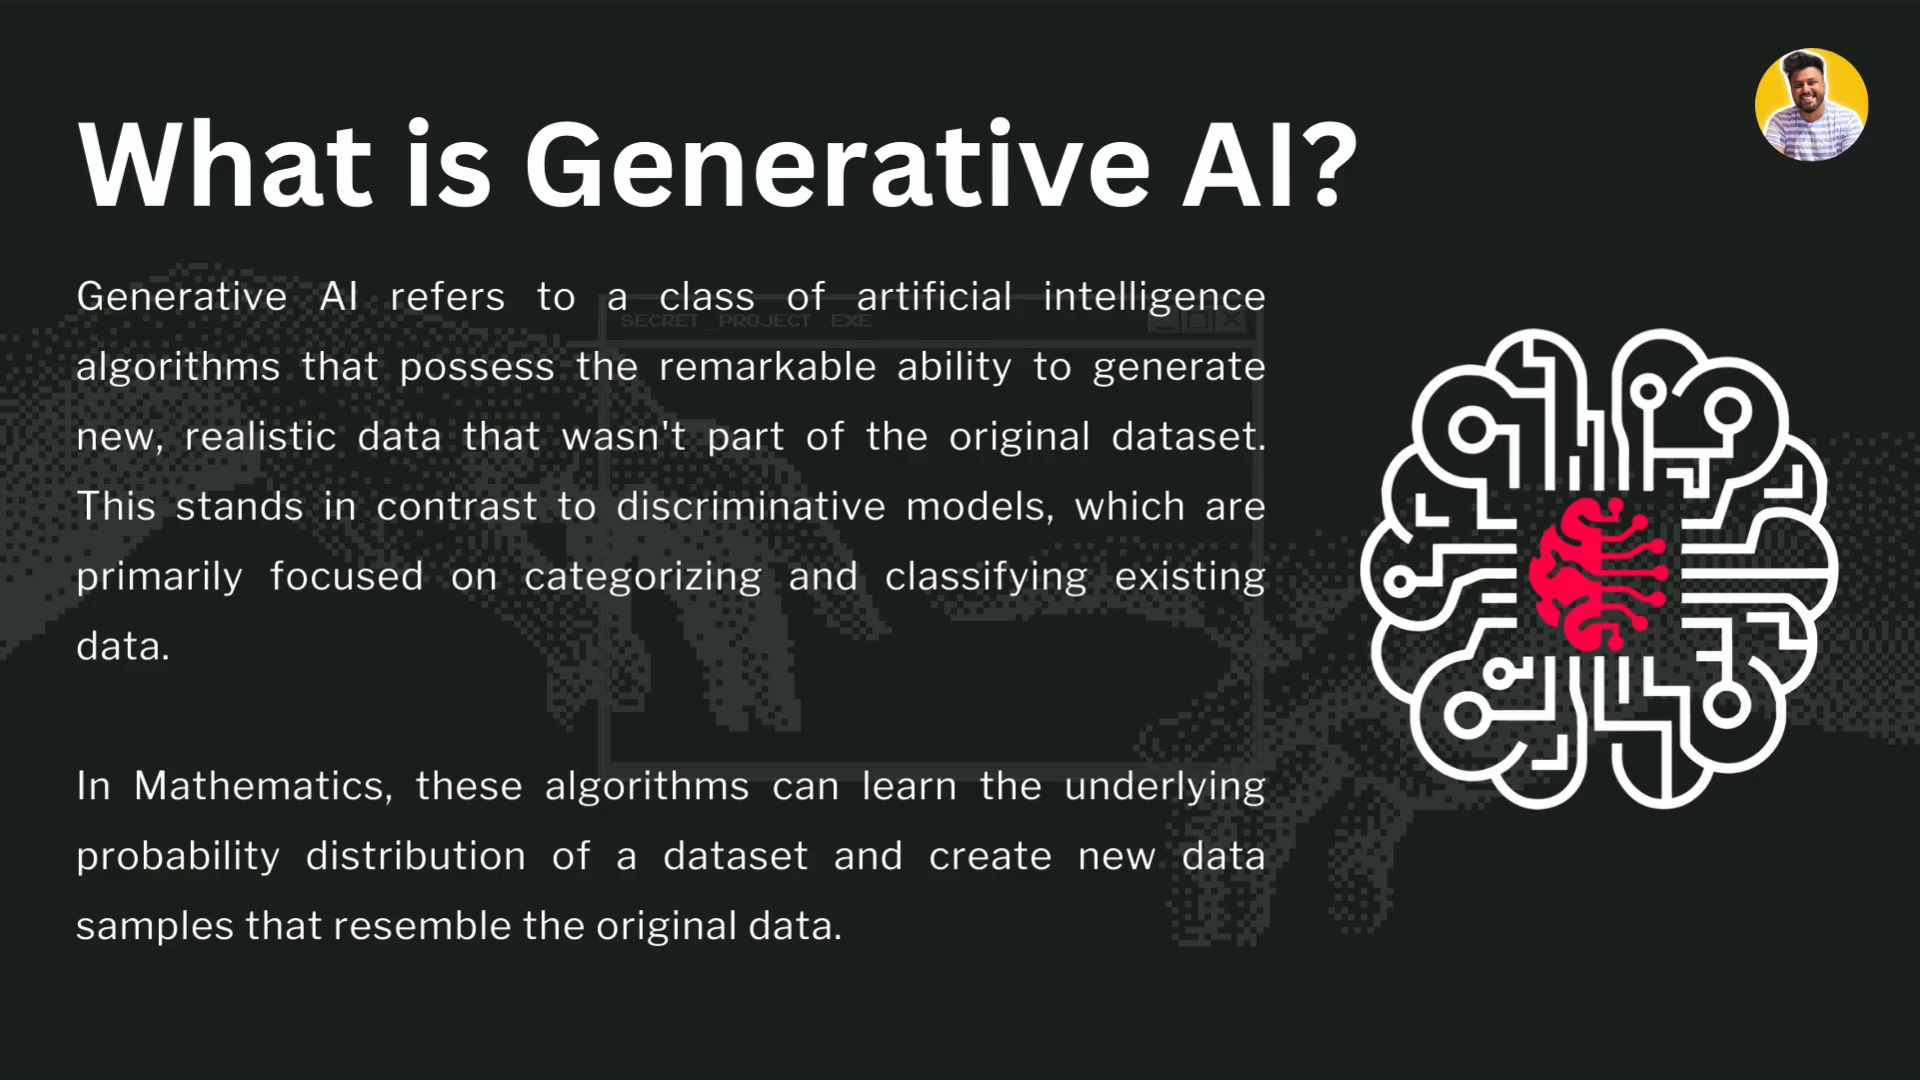 What is Generative AI?
Generative AI refers to a class of artificial intelligence
SECRET_PROJECT.EXE
algorithms that possess the remarkable ability to generate
new, realistic data that wasn't part of the original dataset.
This stands in contrast to discriminative models, which are
primarily focused on categorizing and classifying existing
data.
In Mathematics, these algorithms can learn the underlying
probability distribution of a dataset and create new data
samples that resemble the original data.